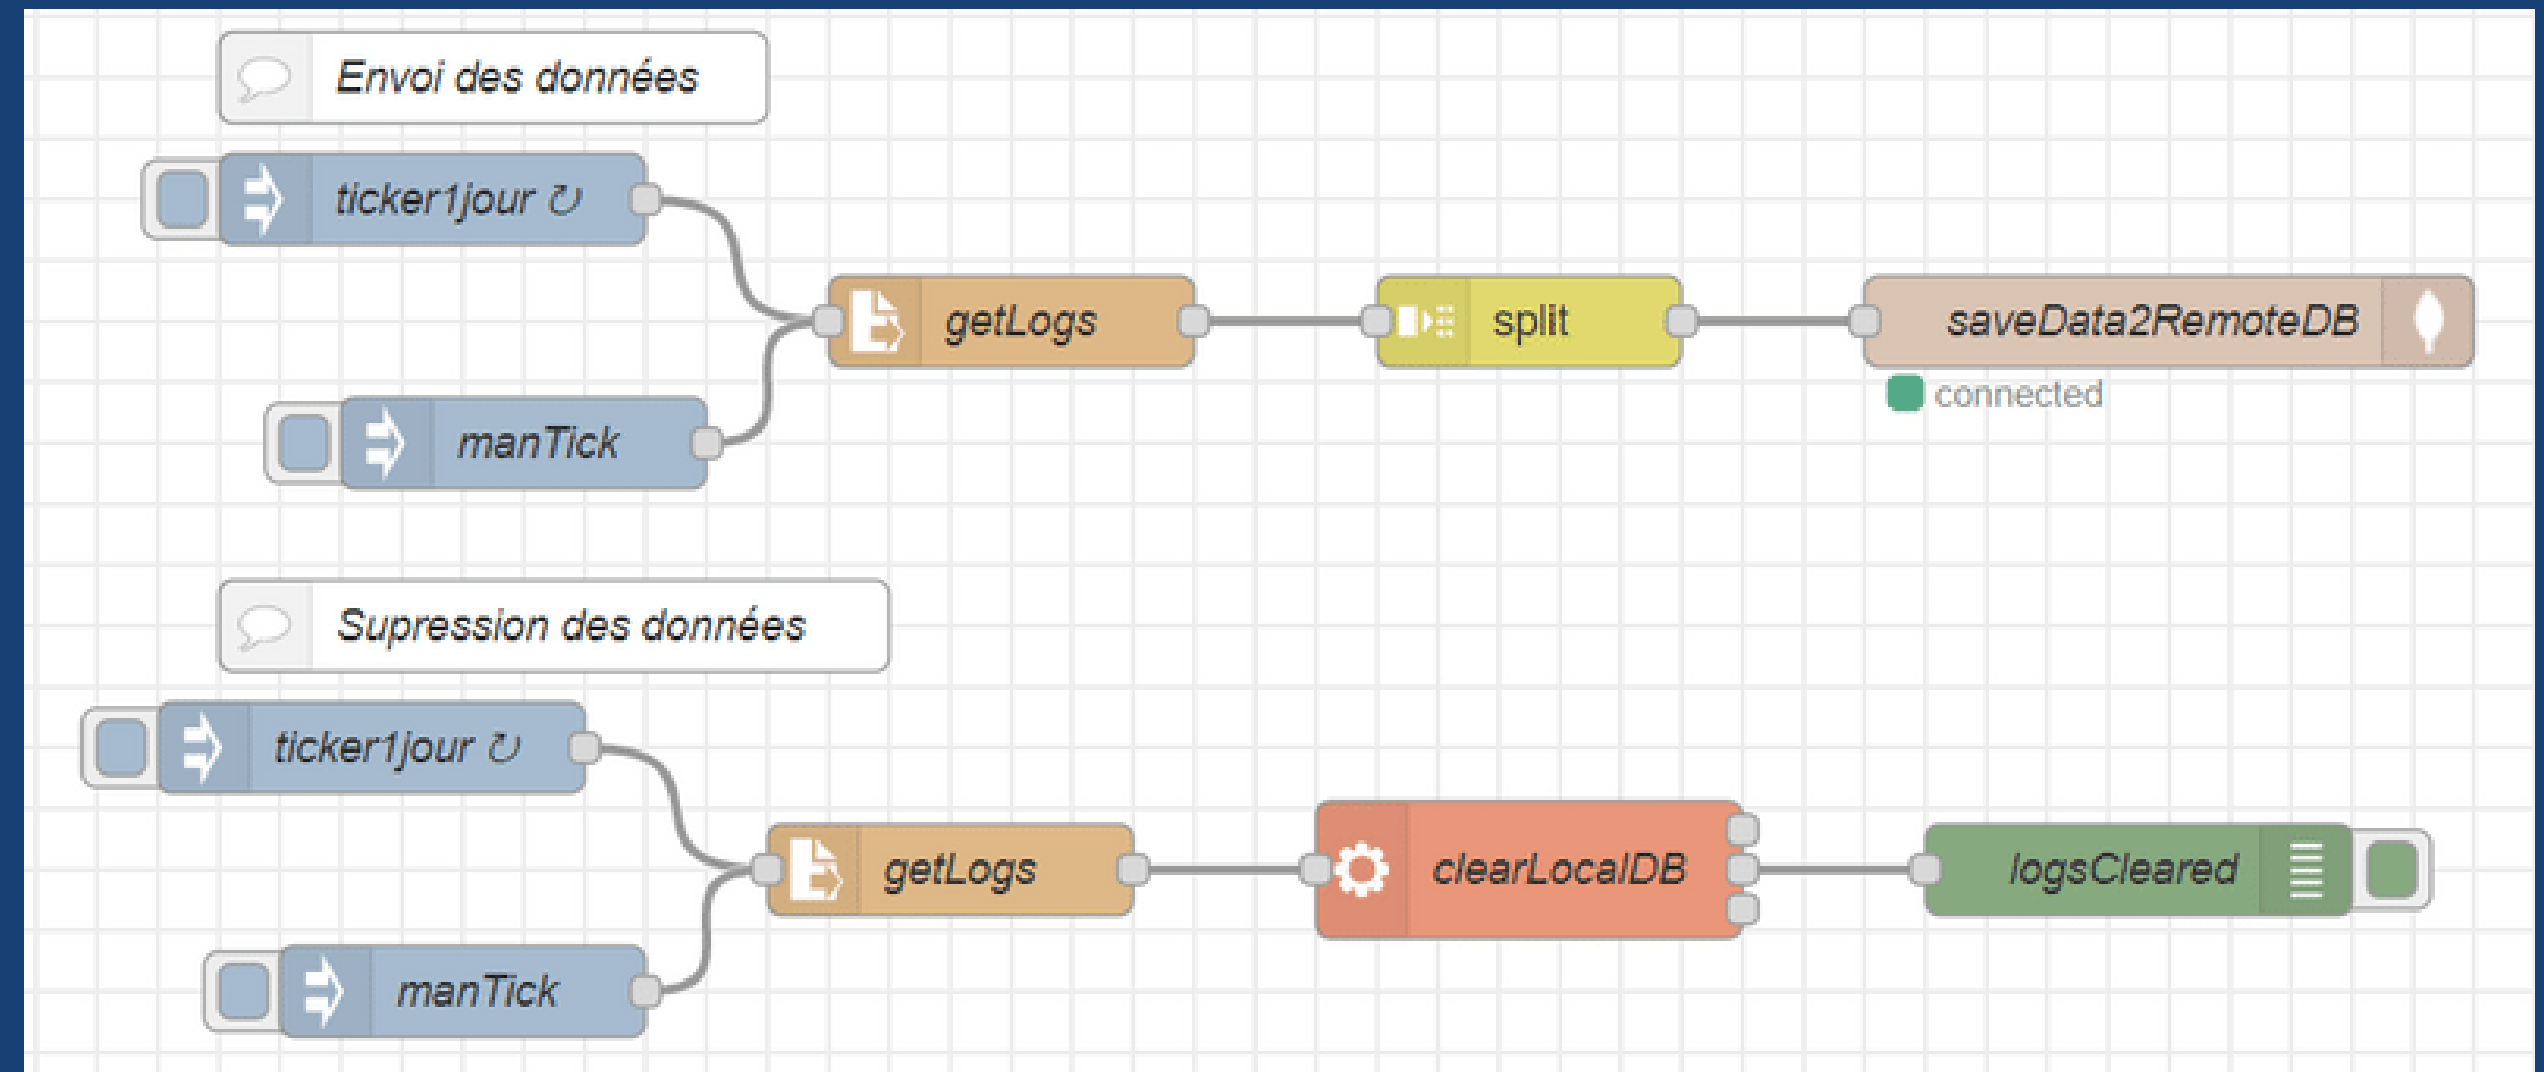 Envoi des données
ticker1jour ↻
getLogs
split
saveData2RemoteDB
connected
manTick
Supression des données
ticker1jour ↻
getLogs
clearLocalDB
logsCleared
manTick